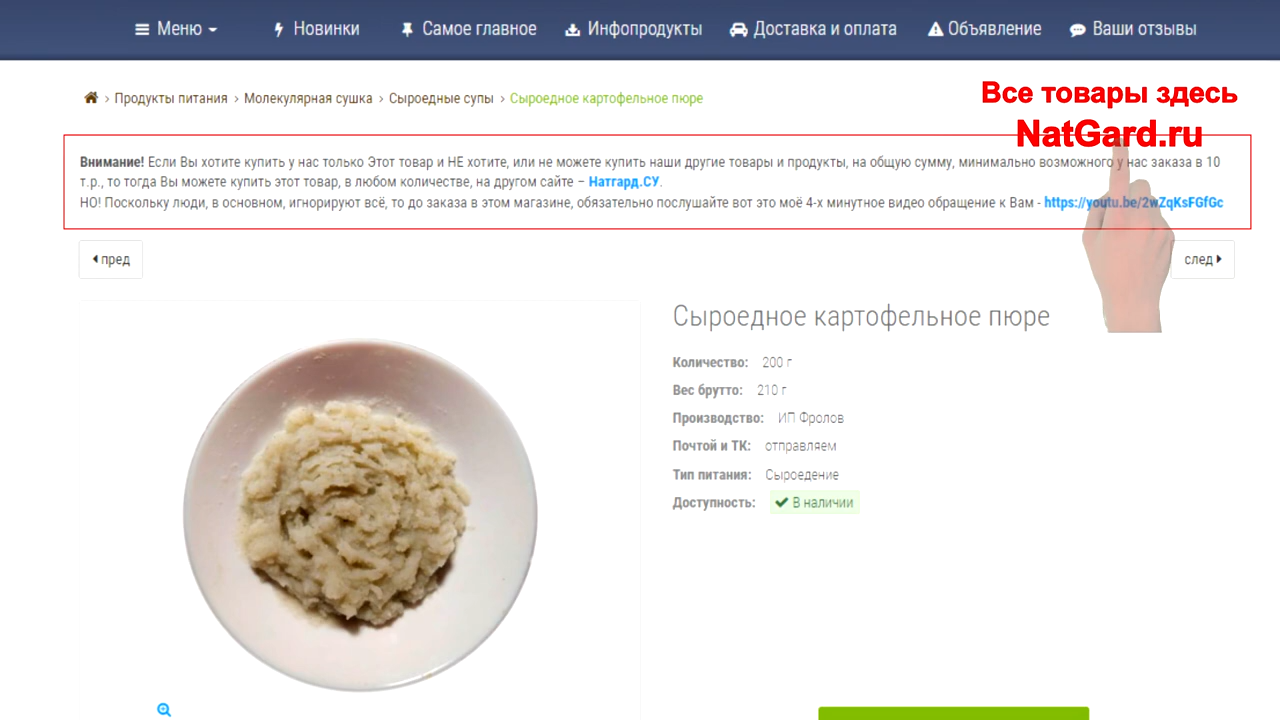 Меню
Новинки
Самое главное
Инфопродукты
Доставка и оплата
Объявление
Ваши отзывы
Продукты питания › Молекулярная сушка › Сыроедные супы › Сыроедное картофельное пюре
Все товары здесь
NatGard.ru
Внимание! Если Вы хотите купить у нас только Этот товар и НЕ хотите, или не можете купить наши другие товары и продукты, на общую сумму, минимально возможного у нас заказа в 10
т.р., то тогда Вы можете купить этот товар, в любом количестве, на другом сайте – Натгард.СУ.
НО! Поскольку люди, в основном, игнорируют всё, то до заказа в этом магазине, обязательно послушайте вот это моё 4-х минутное видео обращение к Вам - https://youtu.be/2wZqKsFGfGc
пред
след
Сыроедное картофельное пюре
Количество: 200 г
Вес брутто: 210 г
Производство: ИП Фролов
Почтой и ТК: отправляем
Тип питания: Сыроедение
Доступность: В наличии